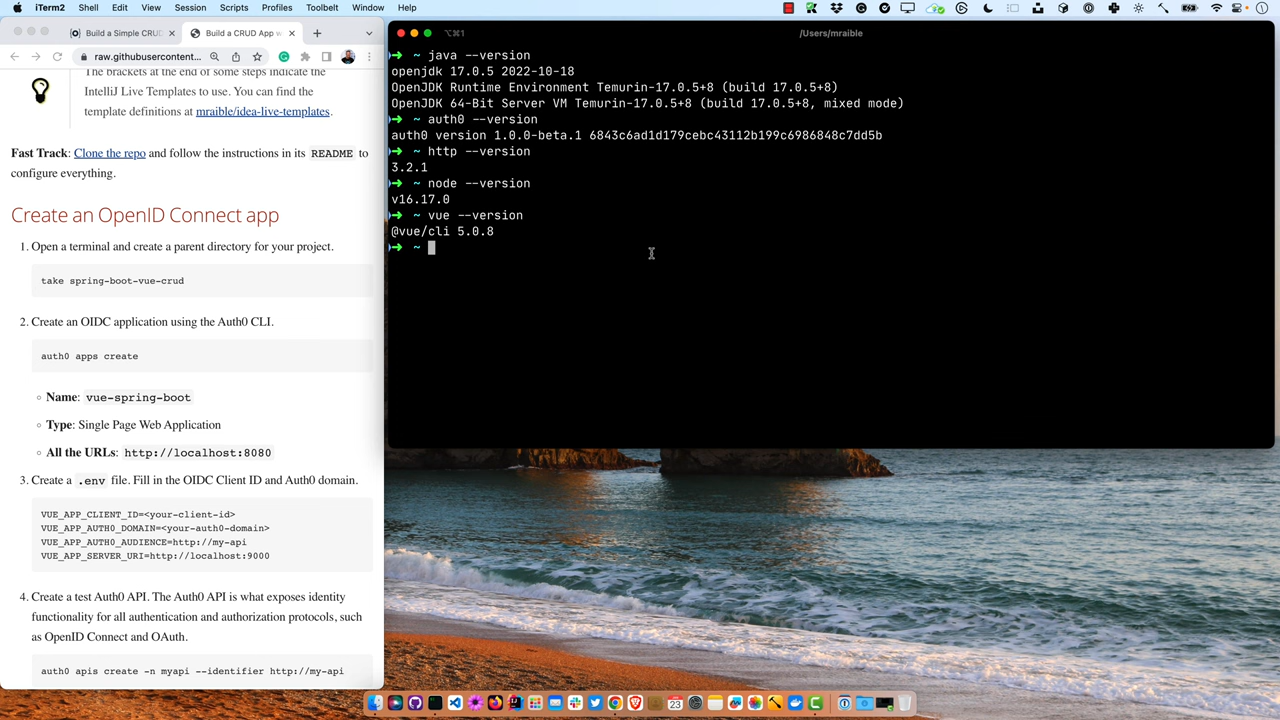 iTerm2 Shell Edit View Session Scripts Profiles Toolbelt Window Help
Build a Simple CRUD
Build a CRUD App w
raw.githubusercontent...
The brackets at the end of some steps indicate the
IntelliJ Live Templates to use. You can find the
template definitions at mraible/idea-live-templates.
Fast Track: Clone the repo and follow the instructions in its README to
configure everything.
Create an OpenID Connect app
1. Open a terminal and create a parent directory for your project.
take spring-boot-vue-crud
2. Create an OIDC application using the Auth0 CLI.
auth0 apps create
Name: vue-spring-boot
Type: Single Page Web Application
All the URLs: http://localhost:8080
3. Create a .env file. Fill in the OIDC Client ID and Auth0 domain.
VUE_APP_CLIENT_ID=<your-client-id>
VUE_APP_AUTH0_DOMAIN=<your-auth0-domain>
VUE_APP_AUTH0_AUDIENCE=http://my-api
VUE_APP_SERVER_URI=http://localhost:9000
4. Create a test Auth0 API. The Auth0 API is what exposes identity
functionality for all authentication and authorization protocols, such
as OpenID Connect and OAuth.
auth0 apis create -n myapi --identifier http://my-api
⌥⌘1 /Users/mraible
➜ ~ java --version
openjdk 17.0.5 2022-10-18
OpenJDK Runtime Environment Temurin-17.0.5+8 (build 17.0.5+8)
OpenJDK 64-Bit Server VM Temurin-17.0.5+8 (build 17.0.5+8, mixed mode)
➜ ~ auth0 --version
auth0 version 1.0.0-beta.1 6843c6ad1d179cebc43112b199c6986848c7dd5b
➜ ~ http --version
3.2.1
➜ ~ node --version
v16.17.0
➜ ~ vue --version
@vue/cli 5.0.8
➜ ~
23